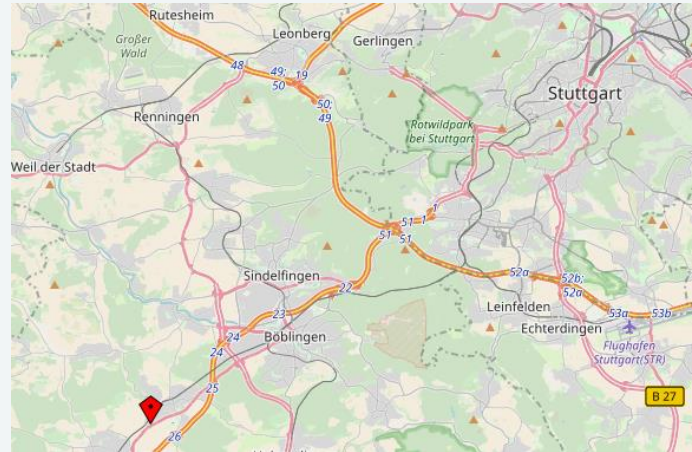 Rutesheim
Leonberg
Gerlingen
Großer
Wald
48
49;
50
19
50;
49
Stuttgart
Renningen
Rotwildpark
bei Stuttgart
Weil der Stadt
51
1
1
51
51
52a
52b;
52a
Sindelfingen
22
Leinfelden
53a
53b
23
Echterdingen
24
24
Böblingen
Flughafen
Stuttgart(STR)
25
B 27
26